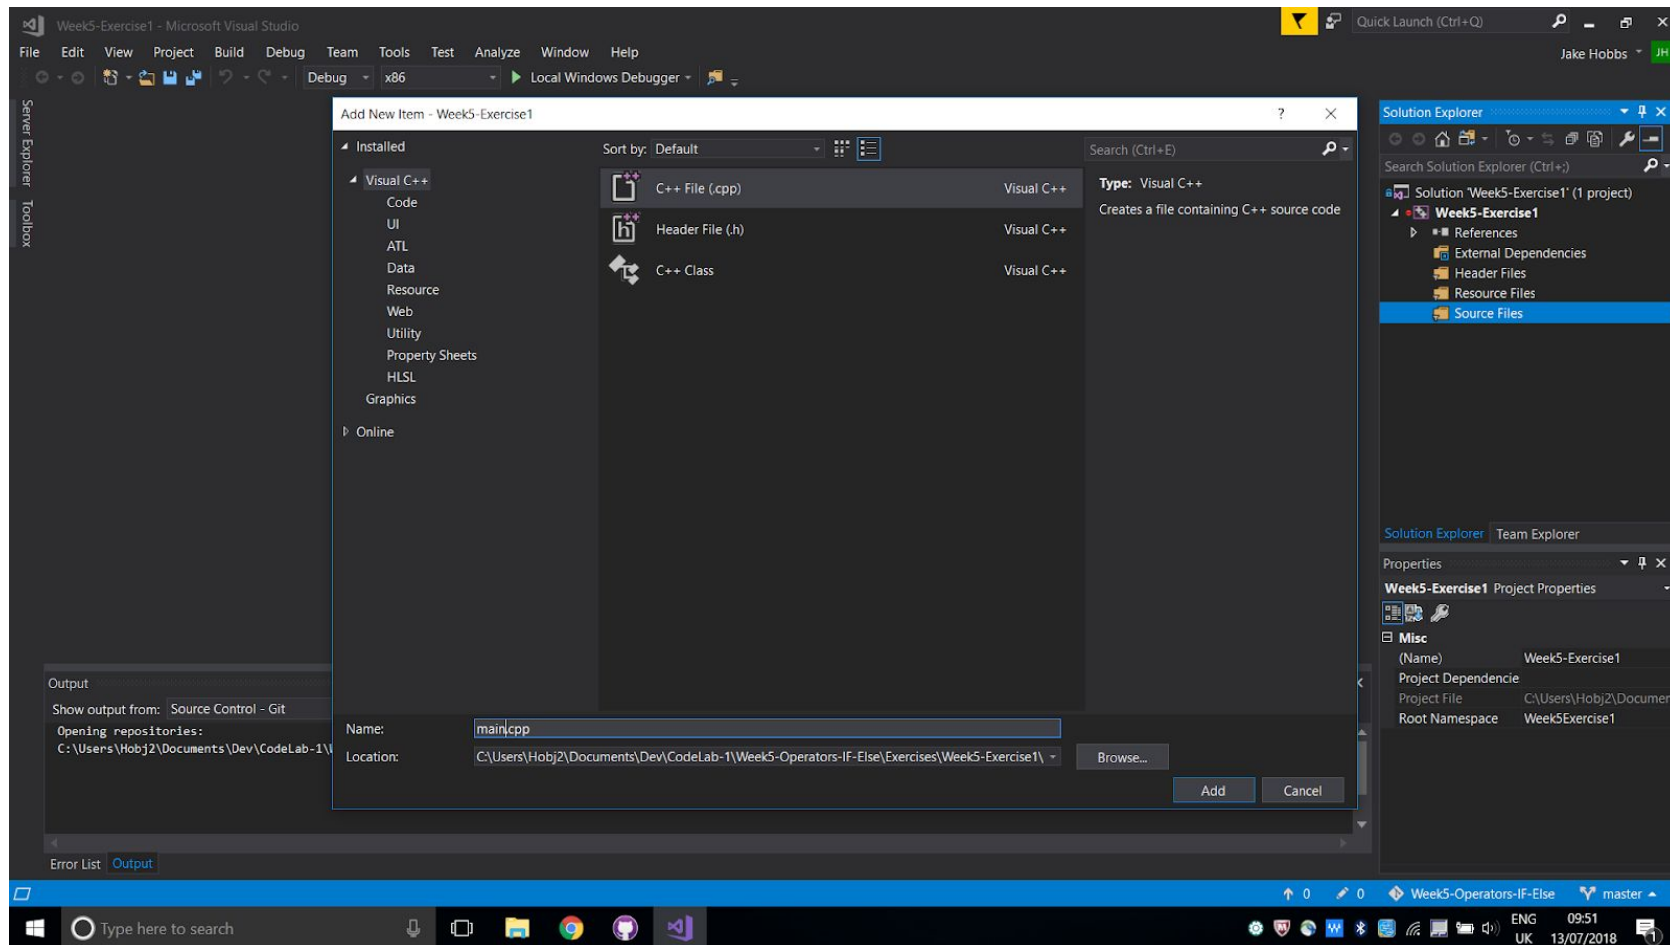 Week5-Exercise1 - Microsoft Visual Studio
Quick Launch (Ctrl+Q)
File Edit View Project Build Debug Team Tools Test Analyze Window Help
Jake Hobbs JH
Debug x86 Local Windows Debugger
Server Explorer
Toolbox
Add New Item - Week5-Exercise1
?
Installed
Visual C++
Code
UI
ATL
Data
Resource
Web
Utility
Property Sheets
HLSL
Graphics
Online
Sort by: Default
C++ File (.cpp) Visual C++
Header File (.h) Visual C++
C++ Class Visual C++
Search (Ctrl+E)
Type: Visual C++
Creates a file containing C++ source code
Name: main.cpp
Location: C:\Users\Hobj2\Documents\Dev\CodeLab-1\Week5-Operators-IF-Else\Exercises\Week5-Exercise1\
Browse...
Add Cancel
Solution Explorer
Search Solution Explorer (Ctrl+;)
Solution 'Week5-Exercise1' (1 project)
Week5-Exercise1
References
External Dependencies
Header Files
Resource Files
Source Files
Solution Explorer Team Explorer
Properties
Week5-Exercise1 Project Properties
Misc
(Name) Week5-Exercise1
Project Dependencie
Project File C:\Users\Hobj2\Documer
Root Namespace Week5Exercise1
Output
Show output from: Source Control - Git
Opening repositories:
C:\Users\Hobj2\Documents\Dev\CodeLab-1\
Error List Output
0 0 Week5-Operators-IF-Else master
Type here to search
ENG
UK
09:51
13/07/2018
1